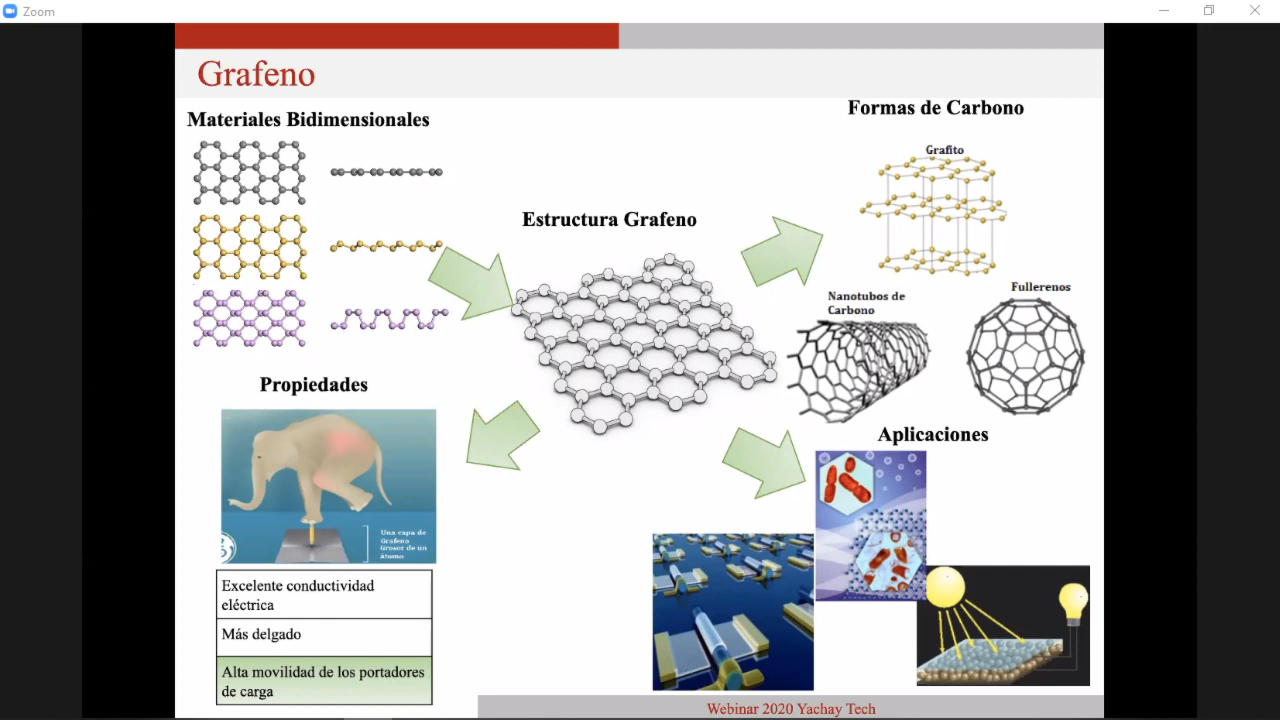 Zoom
Grafeno
Materiales Bidimensionales
Formas de Carbono
Grafito
Estructura Grafeno
Nanotubos de
Carbono
Fullerenos
Propiedades
Una capa de
Grafeno
Grosor de un
átomo
Aplicaciones
Excelente conductividad
eléctrica
Más delgado
Alta movilidad de los portadores
de carga
Webinar 2020 Yachay Tech